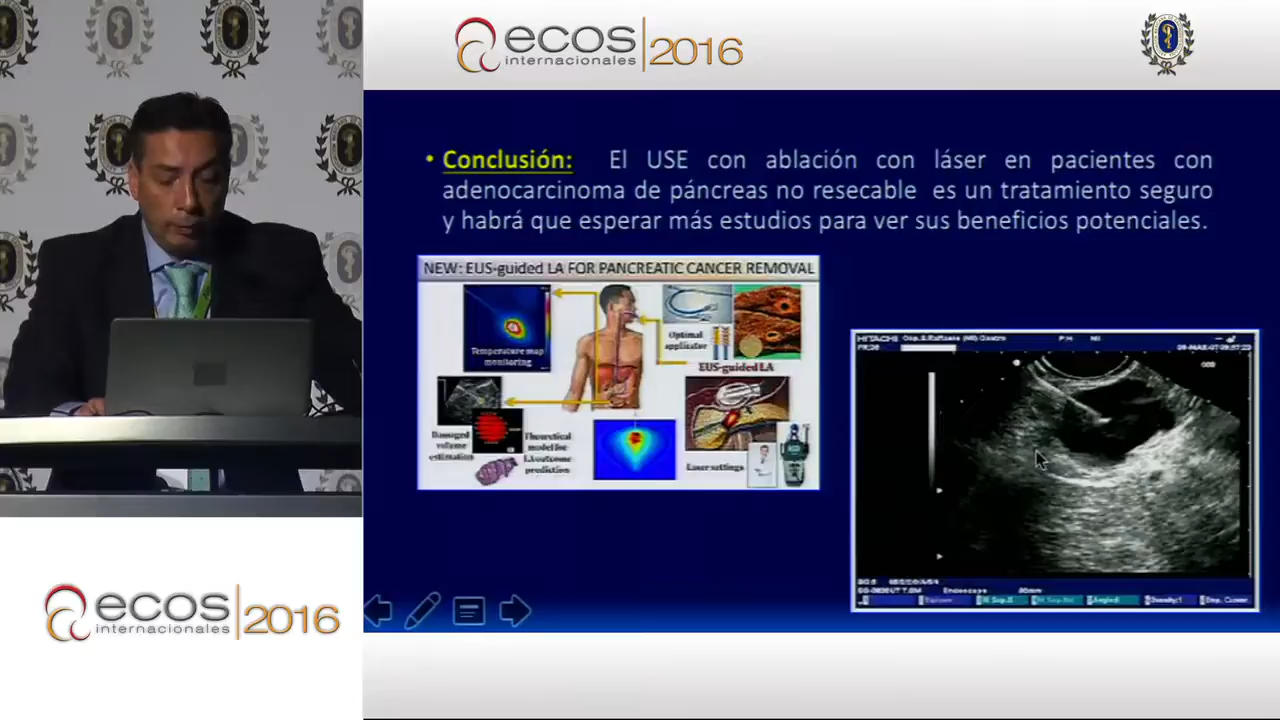 ecos
internacionales
2016
• Conclusión: El USE con ablación con láser en pacientes con
adenocarcinoma de páncreas no resecable es un tratamiento seguro
y habrá que esperar más estudios para ver sus beneficios potenciales.
NEW: EUS-guided LA FOR PANCREATIC CANCER REMOVAL
Temperature map
monitoring
Optimal
applicator
EUS-guided LA
Damaged
volume
estimation
Theoretical
model for
LA outcome
prediction
Laser settings
HITACHI
ecos
internacionales
2016